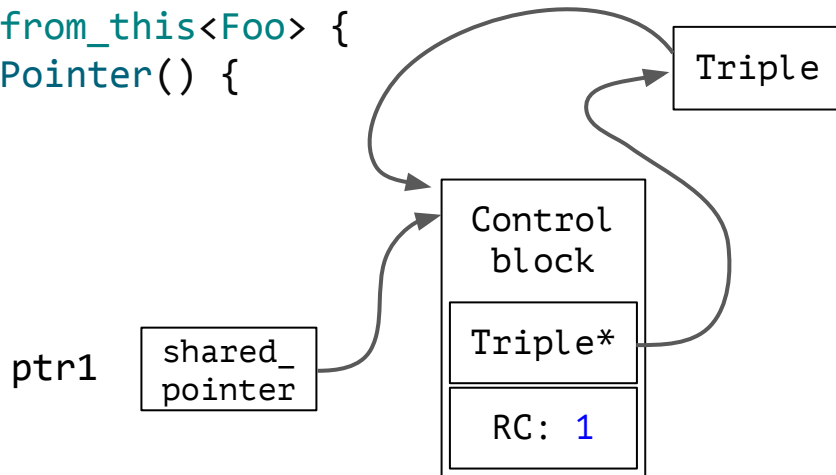 from_this<Foo> {
Pointer() {
Triple
Control
block
Triple*
RC: 1
ptr1
shared_
pointer